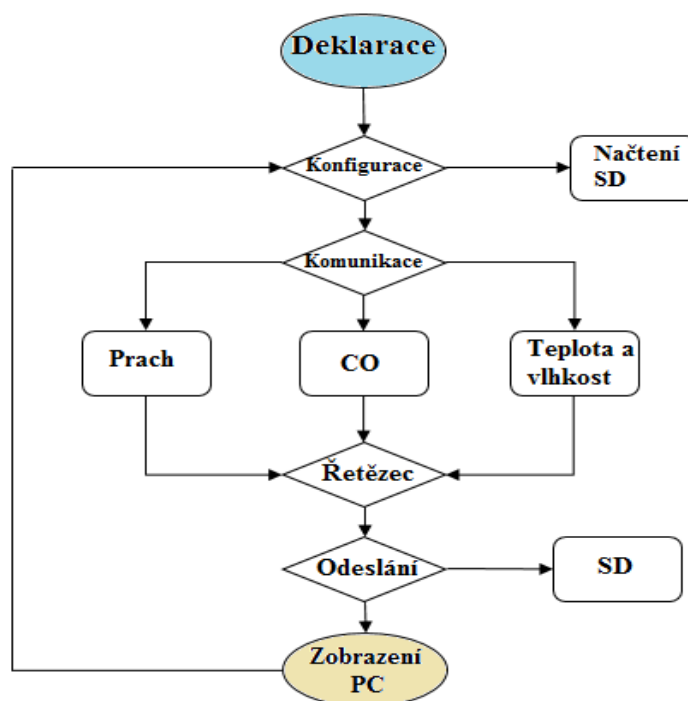 Deklarace
Konfigurace
Načtení
SD
Komunikace
Prach
CO
Teplota a
vlhkost
Řetězec
Odeslání
SD
Zobrazení
PC